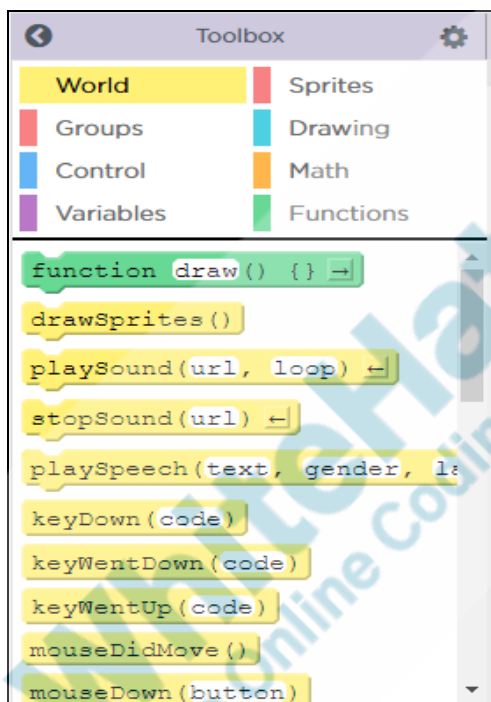 Toolbox
World Sprites
Groups Drawing
Control Math
Variables Functions
function draw() {} →
drawSprites()
playSound(url, loop) ←
stopSound(url) ←
playSpeech(text, gender, la
keyDown(code)
keyWentDown(code)
keyWentUp(code)
mouseDidMove()
mouseDown(button)